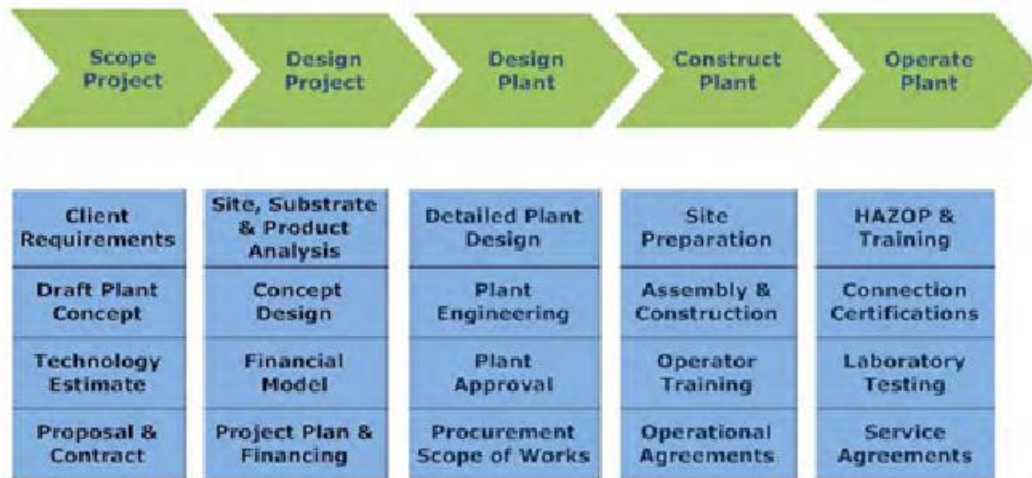 Scope
Project
Design
Project
Design
Plant
Construct
Plant
Operate
Plant
Client
Requirements
Draft Plant
Concept
Technology
Estimate
Proposal &
Contract
Site, Substrate
& Product
Analysis
Concept
Design
Financial
Model
Project Plan &
Financing
Detailed Plant
Design
Plant
Engineering
Plant
Approval
Procurement
Scope of Works
Site
Preparation
Assembly &
Construction
Operator
Training
Operational
Agreements
HAZOP &
Training
Connection
Certifications
Laboratory
Testing
Service
Agreements